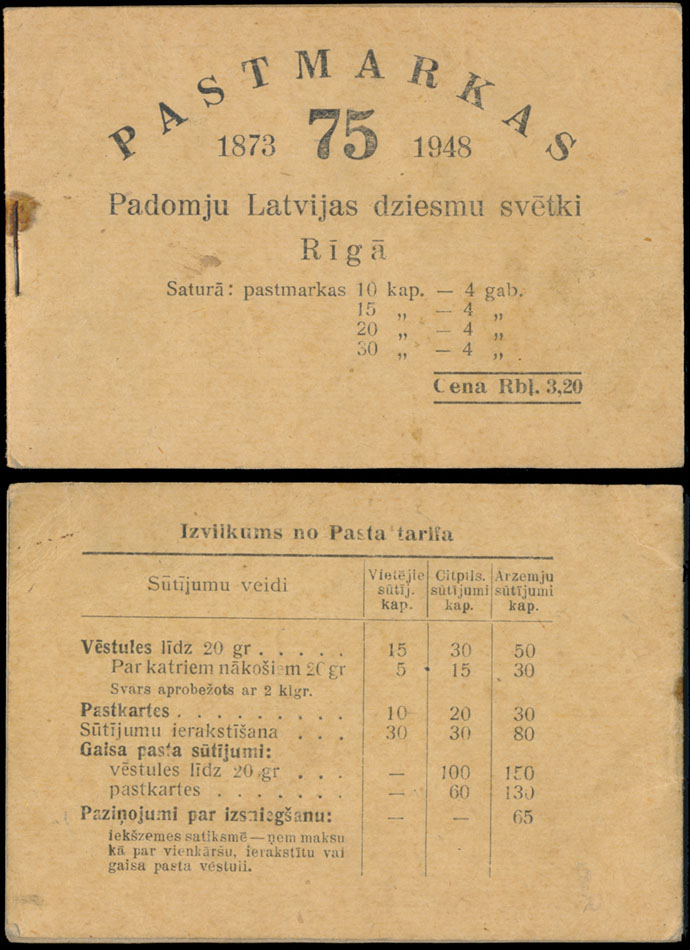 PASTMARKAS
1873 75 1948
Padomju Latvijas dziesmu svētki
Rīgā
Saturā: pastmarkas 10 kap. — 4 gab.
15 „ — 4 „
20 „ — 4 „
30 „ — 4 „
Cena Rbļ. 3,20
Izvilkums no Pasta tarifa
Sūtījumu veidi Vietējie sūtīj. kap. Citpils. sūtījumi kap. Ārzemju sūtījumi kap.
Vēstules līdz 20 gr . . . . . 15 30 50
Par katriem nākošiem 20 gr 5 15 30
Svars aprobežots ar 2 klgr.
Pastkartes . . . . . . . . . 10 20 30
Sūtījumu ierakstīšana . . . 30 30 80
Gaisa pasta sūtījumi:
vēstules līdz 20 gr . . . — 100 150
pastkartes . . . . . . . — 60 130
Paziņojumi par izsniegšanu: — — 65
iekšzemes satiksmē — ņem maksu
kā par vienkāršu, ierakstītu vai
gaisa pasta vēstuli.